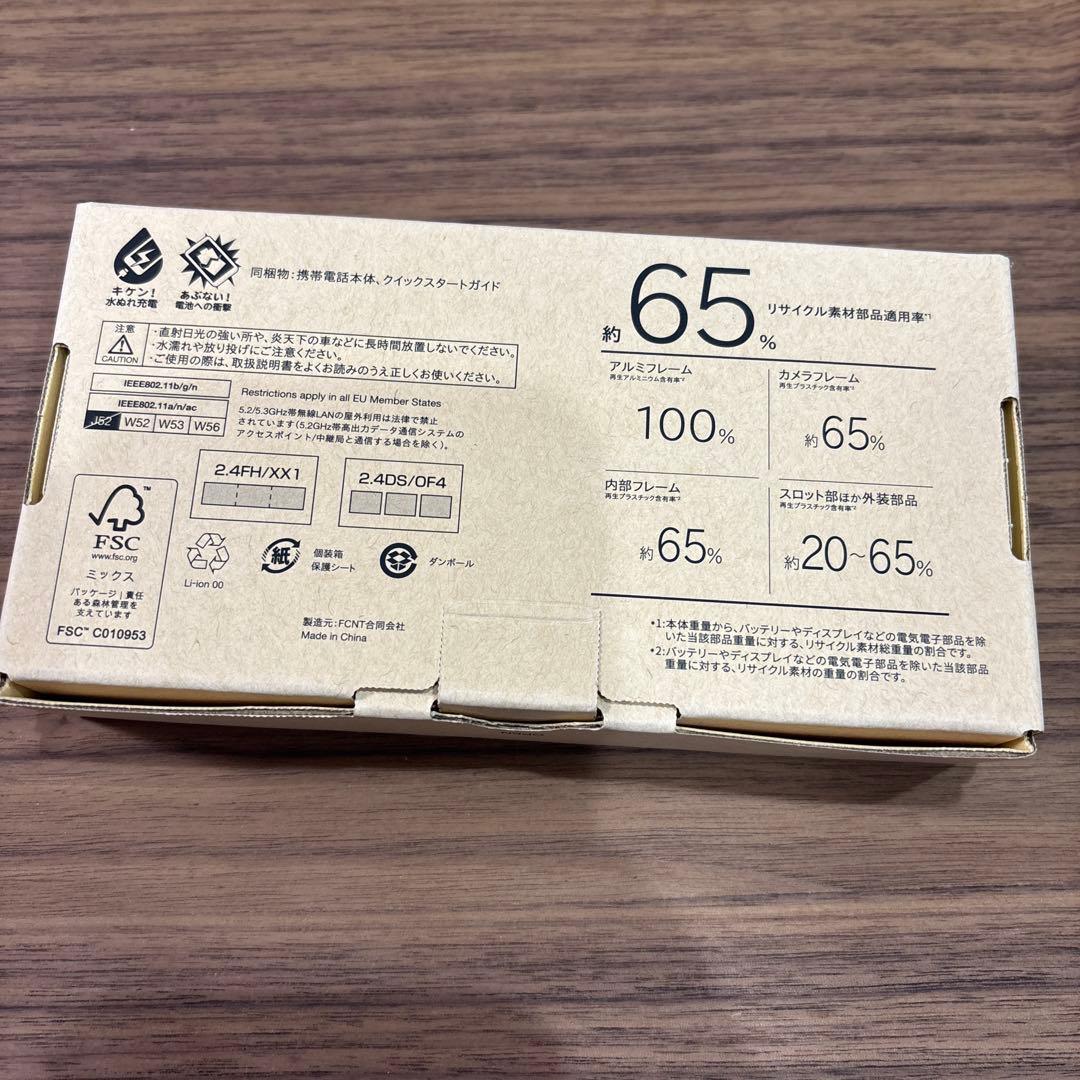 キケン!
水ぬれ充電
あぶない!
電池への衝撃
同梱物:携帯電話本体、クイックスタートガイド
注意
CAUTION
・直射日光の強い所や、炎天下の車などに長時間放置しないでください。
・水濡れや放り投げにご注意ください。
・ご使用の際は、取扱説明書をよくお読みのうえ正しくお使いください。
IEEE802.11b/g/n
IEEE802.11a/n/ac
J52 W52 W53 W56
Restrictions apply in all EU Member States
5.2/5.3GHz帯無線LANの屋外利用は法律で禁止
されています(5.2GHz帯高出力データ通信システムの
アクセスポイント/中継局と通信する場合を除く)。
2.4FH/XX1
2.4DS/OF4
FSC
www.fsc.org
ミックス
パッケージ|責任
ある森林管理を
支えています
FSC™ C010953
Li-ion 00
紙
個装箱
保護シート
ダンボール
製造元:FCNT合同会社
Made in China
約65% リサイクル素材部品適用率*1
アルミフレーム
再生アルミニウム含有率*2
100%
カメラフレーム
再生プラスチック含有率*2
約65%
内部フレーム
再生プラスチック含有率*2
約65%
スロット部ほか外装部品
再生プラスチック含有率*2
約20~65%
*1:本体重量から、バッテリーやディスプレイなどの電気電子部品を除
いた当該部品重量に対する、リサイクル素材総重量の割合です。
*2:バッテリーやディスプレイなどの電気電子部品を除いた当該部品
重量に対する、リサイクル素材の重量の割合です。